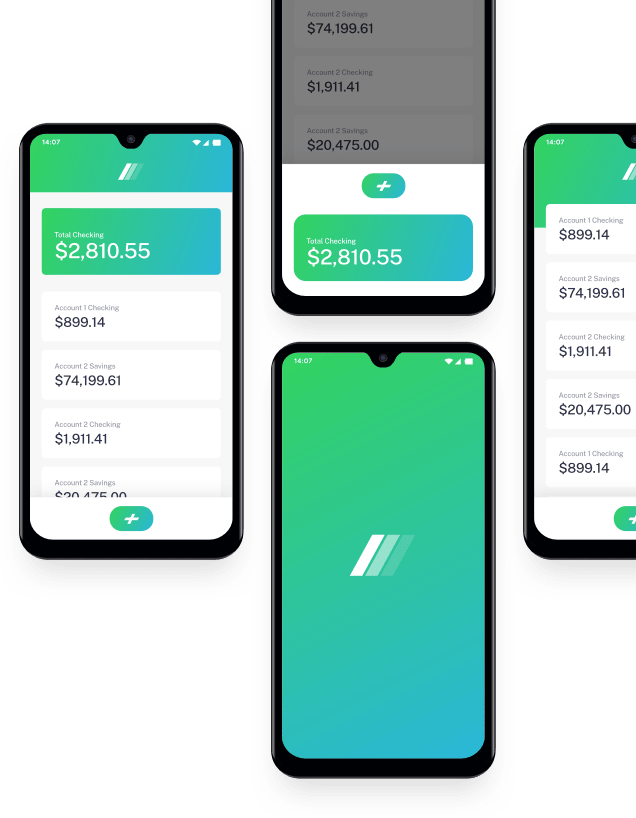 14:07
Total Checking
$2,810.55
Account 1 Checking
$899.14
Account 2 Savings
$74,199.61
Account 2 Checking
$1,911.41
Account 2 Savings
$20,475.00
Account 2 Savings
$74,199.61
Account 2 Checking
$1,911.41
Account 2 Savings
$20,475.00
Total Checking
$2,810.55
14:07
14:07
Account 1 Checking
$899.14
Account 2 Savings
$74,199.61
Account 2 Checking
$1,911.41
Account 2 Savings
$20,475.00
Account 1 Checking
$899.14